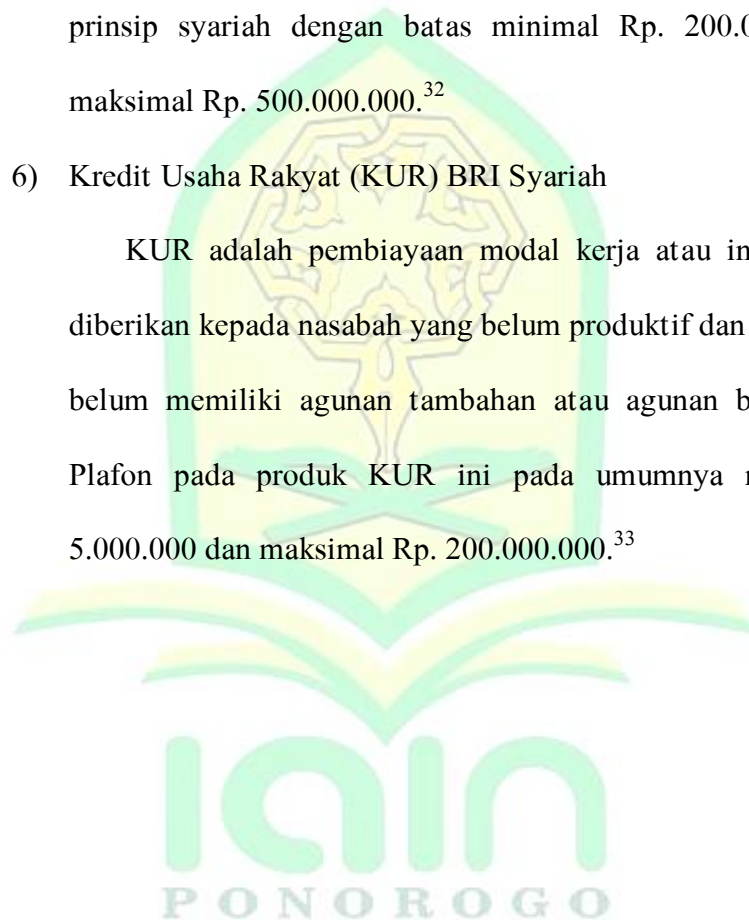 prinsip syariah dengan batas minimal Rp. 200.0
maksimal Rp. 500.000.000.32
6) Kredit Usaha Rakyat (KUR) BRI Syariah
KUR adalah pembiayaan modal kerja atau in
diberikan kepada nasabah yang belum produktif dan
belum memiliki agunan tambahan atau agunan b
Plafon pada produk KUR ini pada umumnya
5.000.000 dan maksimal Rp. 200.000.000.33
iain
PONOROGO